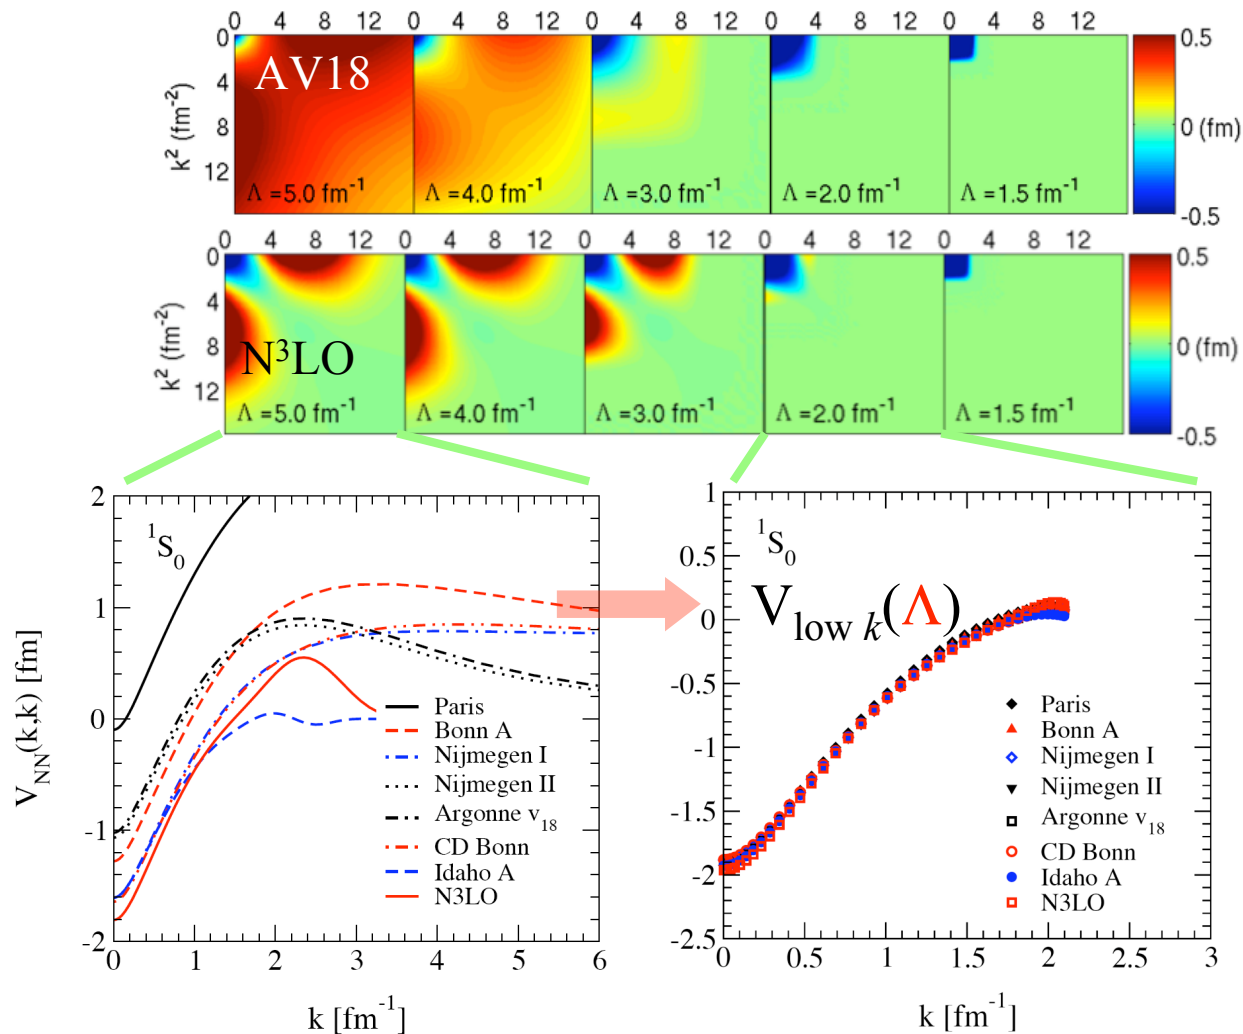 0 4 8 12 0 4 8 12 0 4 8 12 0 4 8 12 0 4 8 12
AV18
k² (fm⁻²)
0
4
8
12
Λ =5.0 fm⁻¹ Λ =4.0 fm⁻¹ Λ =3.0 fm⁻¹ Λ =2.0 fm⁻¹ Λ =1.5 fm⁻¹
0.5
0 (fm)
-0.5
0 4 8 12 0 4 8 12 0 4 8 12 0 4 8 12 0 4 8 12
N³LO
k² (fm⁻²)
0
4
8
12
Λ =5.0 fm⁻¹ Λ =4.0 fm⁻¹ Λ =3.0 fm⁻¹ Λ =2.0 fm⁻¹ Λ =1.5 fm⁻¹
0.5
0 (fm)
-0.5
V_NN(k,k) [fm]
2
1
0
-1
-2
¹S₀
Paris
Bonn A
Nijmegen I
Nijmegen II
Argonne v₁₈
CD Bonn
Idaho A
N3LO
0 1 2 3 4 5 6
k [fm⁻¹]
1
0.5
0
-0.5
-1
-1.5
-2
-2.5
¹S₀
V_low k(Λ)
Paris
Bonn A
Nijmegen I
Nijmegen II
Argonne v₁₈
CD Bonn
Idaho A
N3LO
0 0.5 1 1.5 2 2.5 3
k [fm⁻¹]